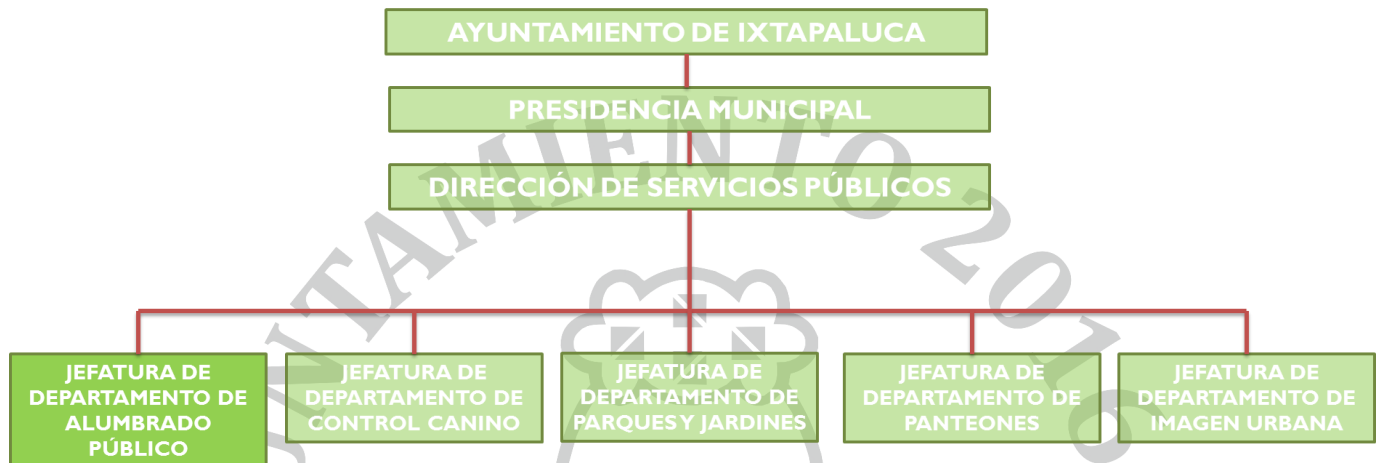 AYUNTAMIENTO DE IXTAPALUCA
PRESIDENCIA MUNICIPAL
DIRECCIÓN DE SERVICIOS PÚBLICOS
JEFATURA DE
DEPARTAMENTO DE
ALUMBRADO
PÚBLICO
JEFATURA DE
DEPARTAMENTO DE
CONTROL CANINO
JEFATURA DE
DEPARTAMENTO DE
PARQUES Y JARDINES
JEFATURA DE
DEPARTAMENTO DE
PANTEONES
JEFATURA DE
DEPARTAMENTO DE
IMAGEN URBANA
UNTAMIENTO 2016